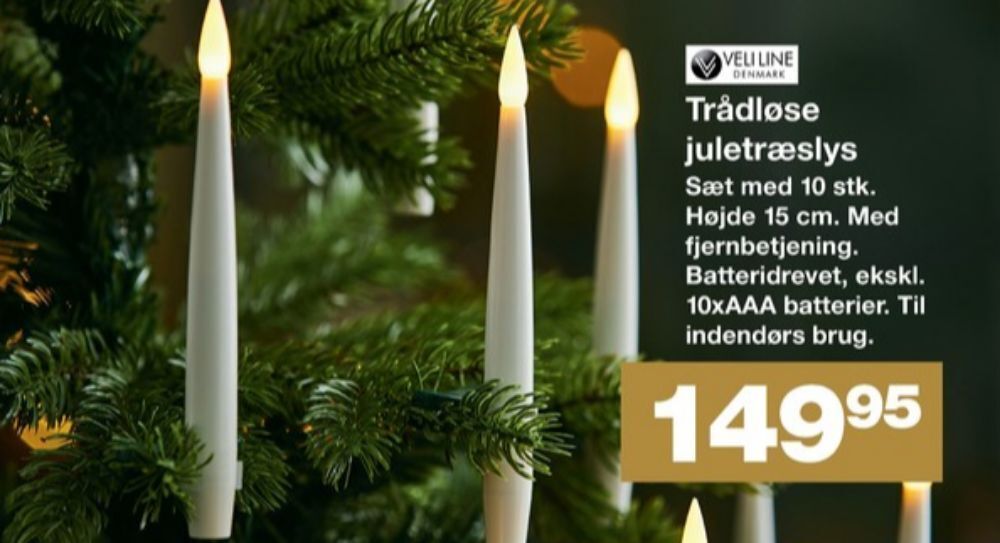 VELI LINE
DENMARK
Trådløse
juletræslys
Sæt med 10 stk.
Højde 15 cm. Med
fjernbetjening.
Batteridrevet, ekskl.
10xAAA batterier. Til
indendørs brug.
149⁹⁵